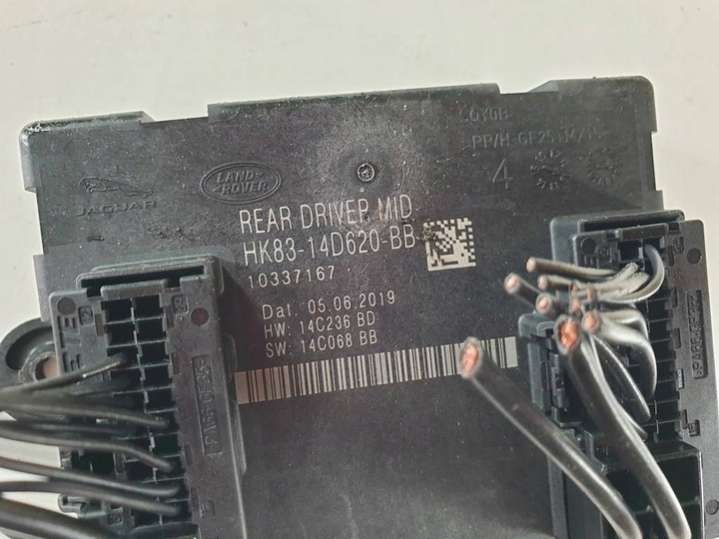 JAGUAR
LAND-
ROVER
REAR DRIVER MID
HK83-14D620-BB
10337167
Dat: 05.06.2019
HW: 14C236 BD
SW: 14C068 BB
4